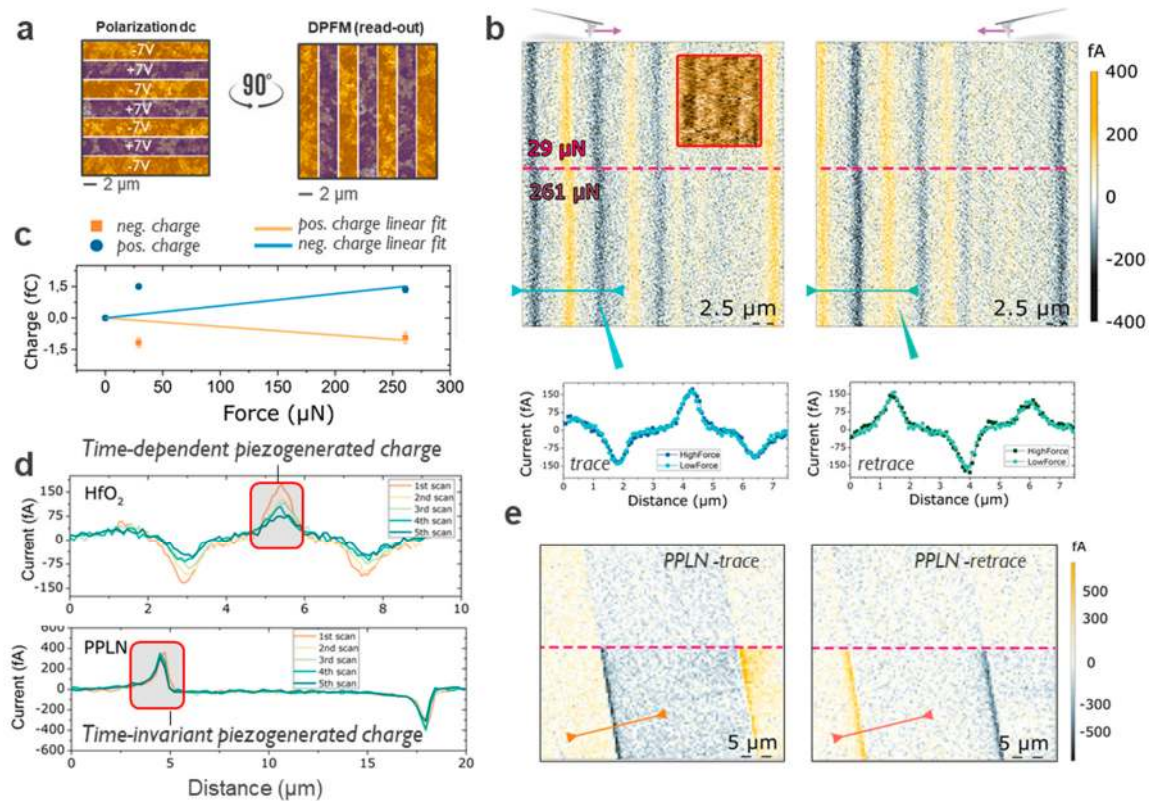 a
Polarization dc
-7V
+7V
-7V
+7V
-7V
+7V
-7V
2 μm
90°
DPFM (read-out)
2 μm
b
29 μN
261 μN
2.5 μm
2.5 μm
fA
400
200
0
-200
-400
Current (fA)
150
75
0
-75
150
trace
HighForce
LowForce
0 1 2 3 4 5 6 7
Distance (μm)
Current (fA)
150
75
0
-75
150
retrace
HighForce
LowForce
0 1 2 3 4 5 6 7
Distance (μm)
c
neg. charge
pos. charge
pos. charge linear fit
neg. charge linear fit
Charge (fC)
1,5
0,0
-1,5
0 50 100 150 200 250 300
Force (μN)
d
Time-dependent piezogenerated charge
HfO₂
Current (fA)
150
75
0
-75
-150
1st scan
2nd scan
3rd scan
4th scan
5th scan
0 2 4 6 8 10
PPLN
Current (fA)
600
400
200
0
-200
-400
600
1st scan
2nd scan
3rd scan
4th scan
5th scan
Time-invariant piezogenerated charge
0 5 10 15 20
Distance (μm)
e
PPLN -trace
5 μm
PPLN -retrace
5 μm
fA
500
300
0
-300
-500